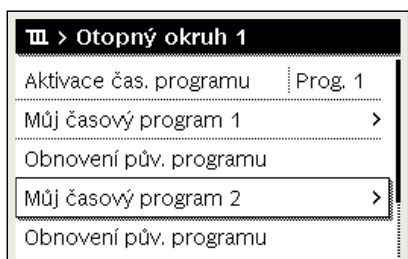 > Otopný okruh 1
Aktivace čas. programu Prog. 1
Můj časový program 1 >
Obnovení pův. programu
Můj časový program 2 >
Obnovení pův. programu